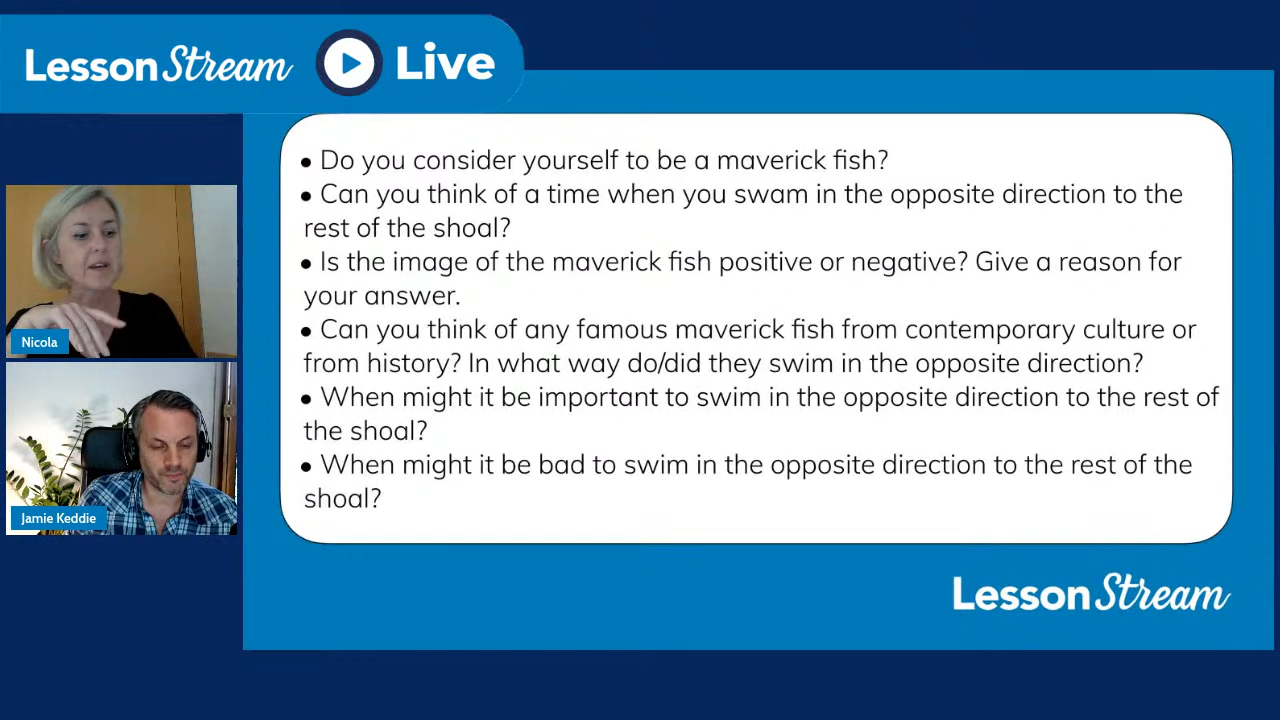 LessonStream Live
• Do you consider yourself to be a maverick fish?
• Can you think of a time when you swam in the opposite direction to the
rest of the shoal?
• Is the image of the maverick fish positive or negative? Give a reason for
your answer.
• Can you think of any famous maverick fish from contemporary culture or
from history? In what way do/did they swim in the opposite direction?
• When might it be important to swim in the opposite direction to the rest of
the shoal?
• When might it be bad to swim in the opposite direction to the rest of the
shoal?
Nicola
Jamie Keddie
LessonStream